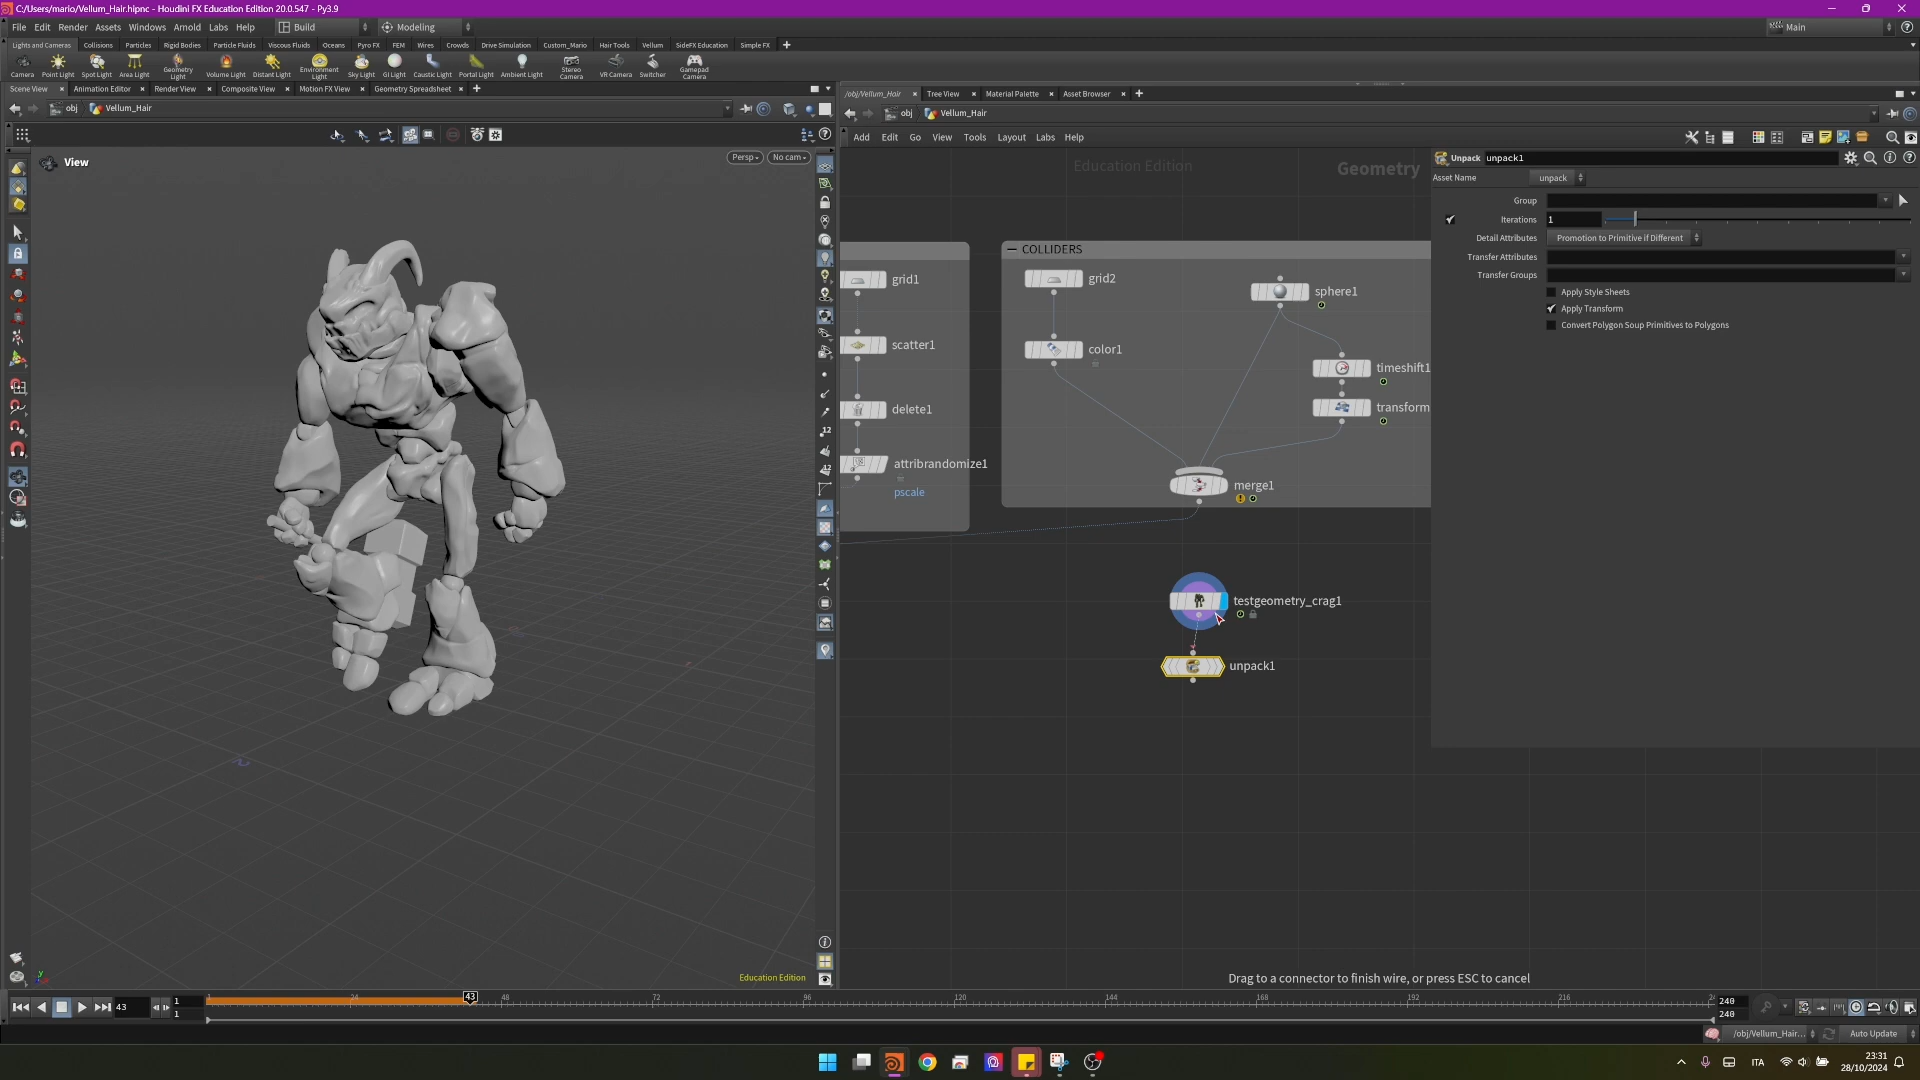 C:/Users/mario/Vellum_Hair.hipnc - Houdini FX Education Edition 20.0.547 - Py3.9
File Edit Render Assets Windows Arnold Labs Help Build Modeling Main
Lights and Cameras Collisions Particles Rigid Bodies Particle Fluids Viscous Fluids Oceans Pyro FX FEM Wires Crowds Drive Simulation Custom_Mario Hair Tools Vellum SideFX Education Simple FX
Camera Point Light Spot Light Area Light Geometry Light Volume Light Distant Light Environment Light Sky Light GI Light Caustic Light Portal Light Ambient Light Stereo Camera VR Camera Switcher Gamepad Camera
Scene View Animation Editor Render View Composite View Motion FX View Geometry Spreadsheet
/obj/Vellum_Hair Tree View Material Palette Asset Browser
obj Vellum_Hair
obj Vellum_Hair
Add Edit Go View Tools Layout Labs Help
View
Persp No cam
Education Edition
Geometry
Unpack unpack1
Asset Name unpack
Group
Iterations 1
Detail Attributes Promotion to Primitive if Different
Transfer Attributes
Transfer Groups
Apply Style Sheets
Apply Transform
Convert Polygon Soup Primitives to Polygons
COLLIDERS
grid1
grid2
sphere1
scatter1
color1
timeshift1
delete1
transform
attribrandomize1
pscale
merge1
testgeometry_crag1
unpack1
Education Edition
Drag to a connector to finish wire, or press ESC to cancel
43
1
1
24
43
48
72
96
120
144
168
192
216
240
240
/obj/Vellum_Hair... Auto Update
ITA
23:31
28/10/2024